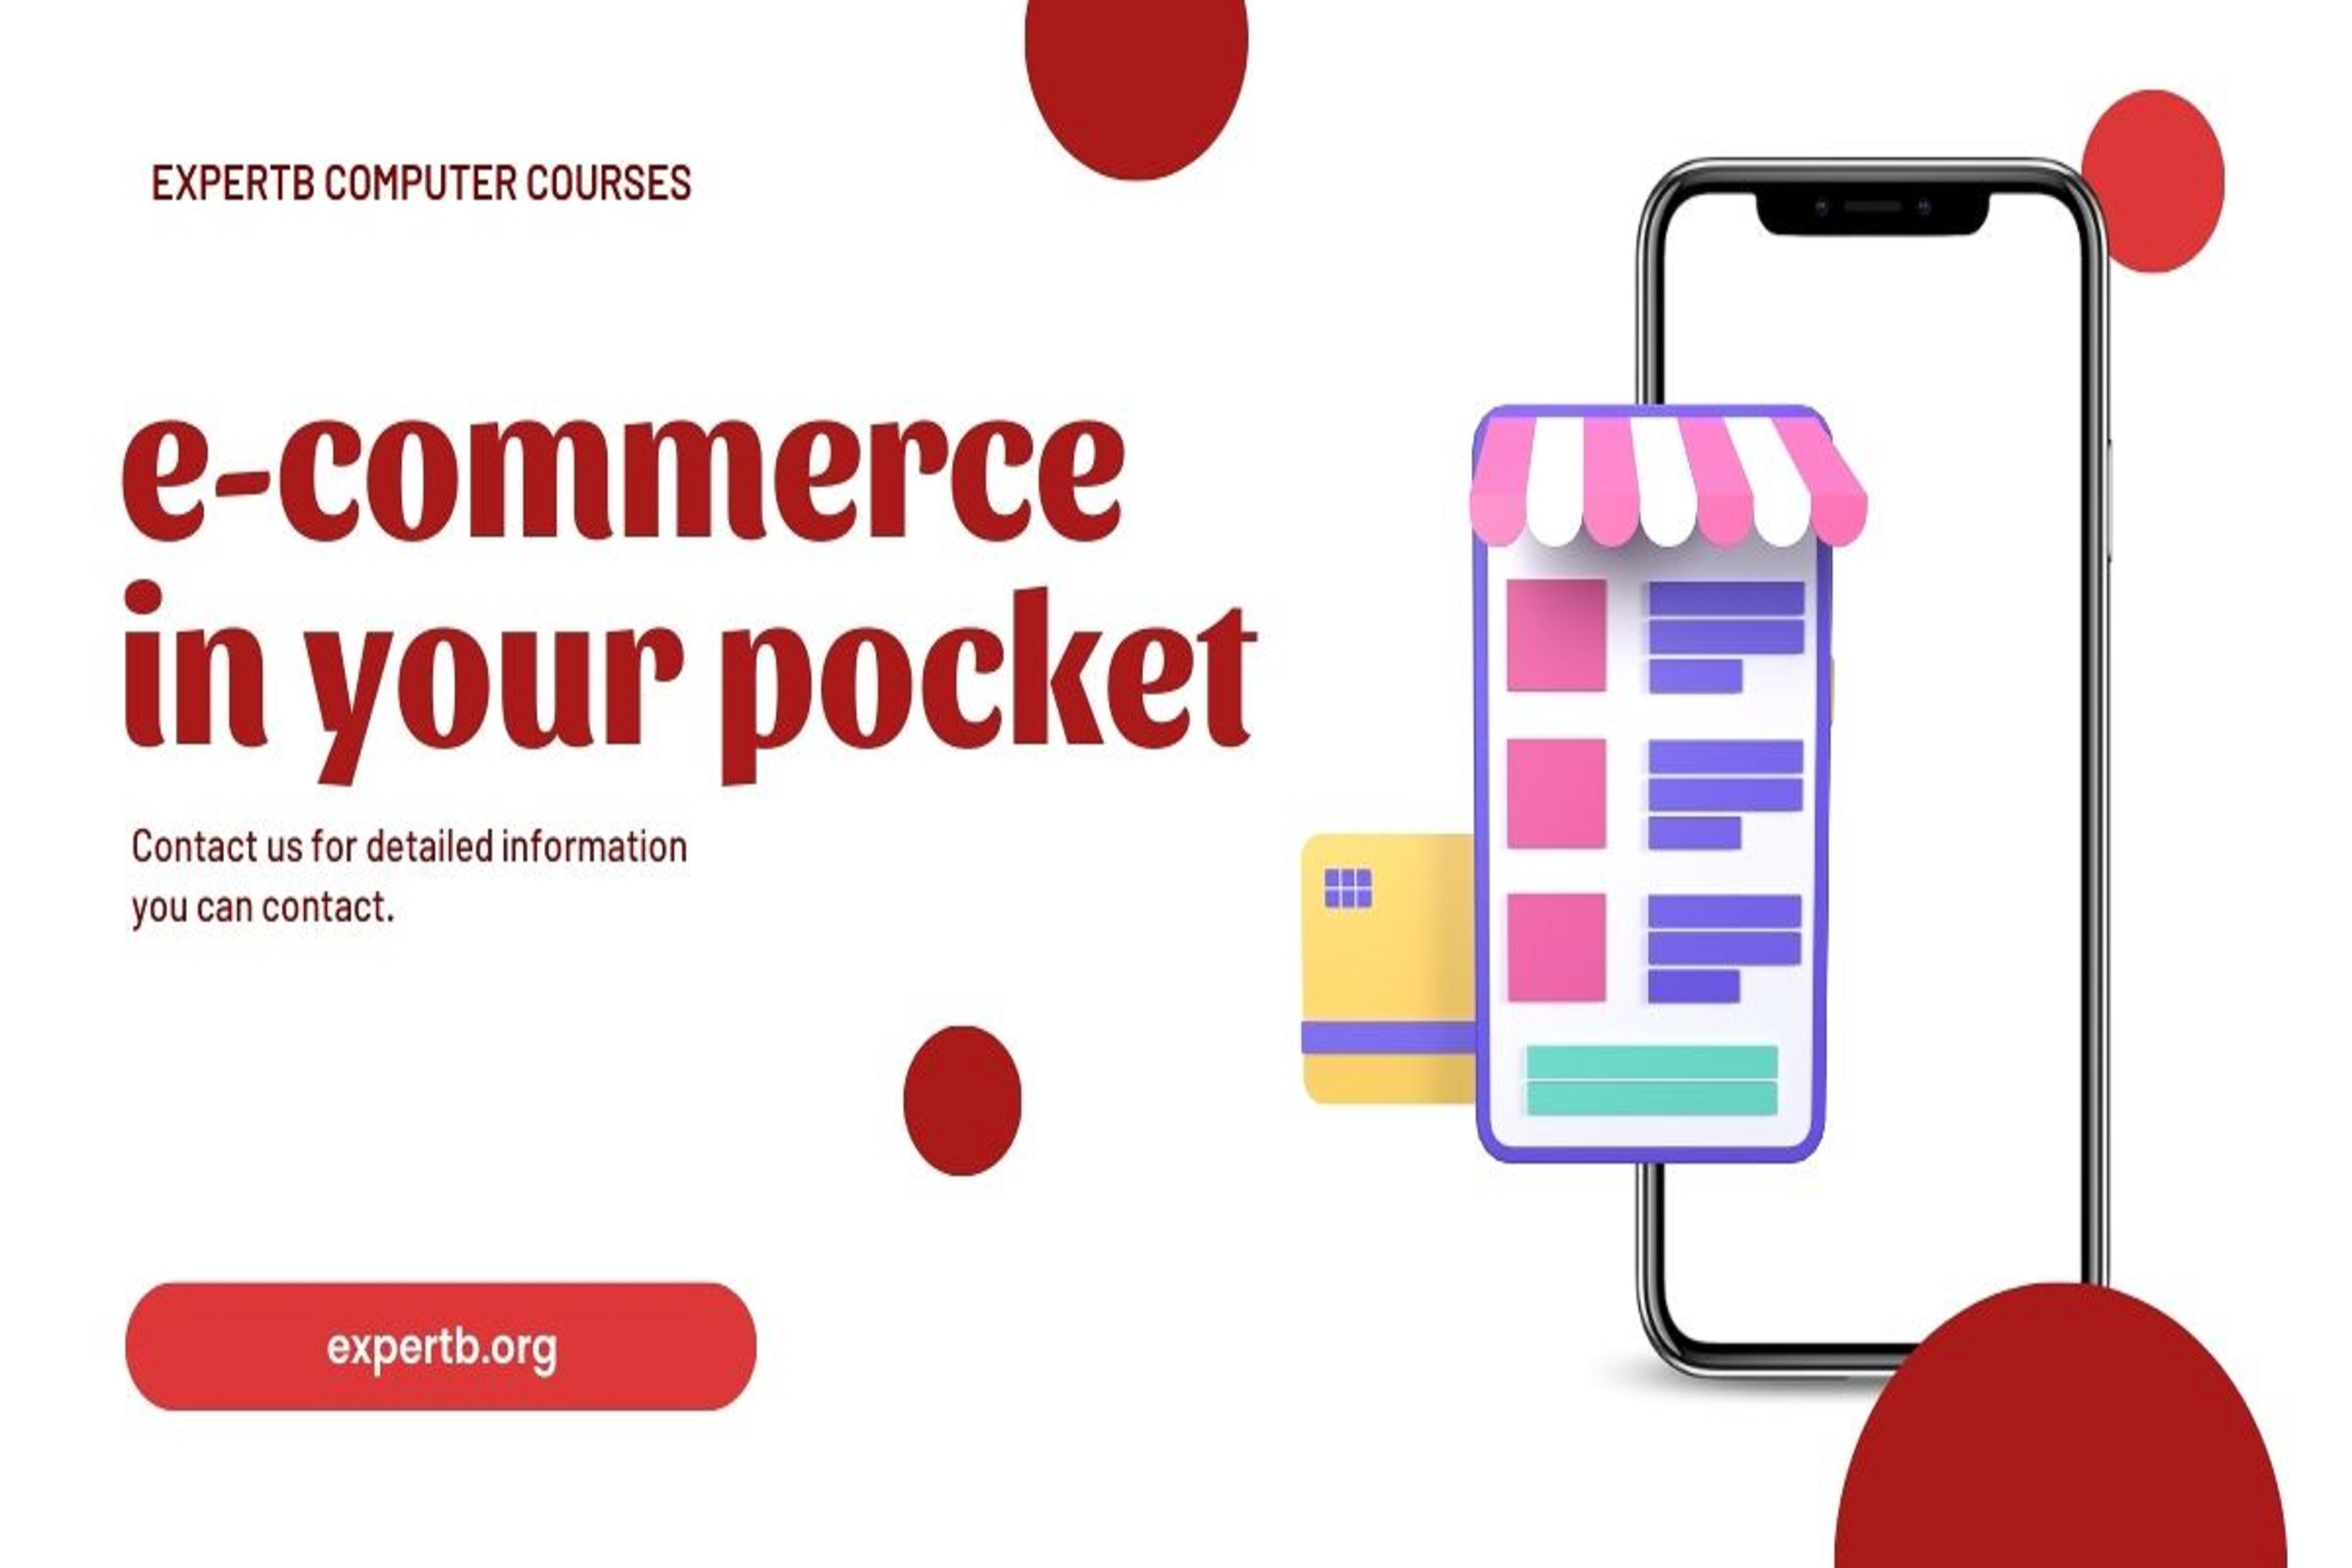 EXPERTB COMPUTER COURSES
e-commerce
in your pocket
Contact us for detailed information
you can contact.
expertb.org